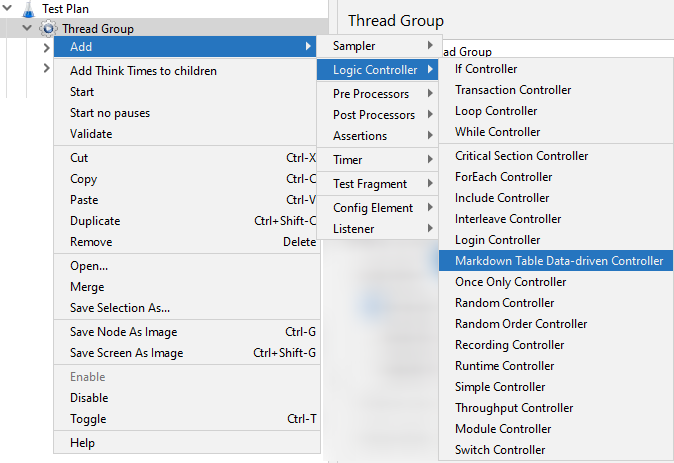 Test Plan
Thread Group
Thread Group
Add
Add Think Times to children
Start
Start no pauses
Validate
Cut Ctrl-X
Copy Ctrl-C
Paste Ctrl-V
Duplicate Ctrl+Shift-C
Remove Delete
Open...
Merge
Save Selection As...
Save Node As Image Ctrl-G
Save Screen As Image Ctrl+Shift-G
Enable
Disable
Toggle Ctrl-T
Help
Sampler
Logic Controller
Pre Processors
Post Processors
Assertions
Timer
Test Fragment
Config Element
Listener
ad Group
If Controller
Transaction Controller
Loop Controller
While Controller
Critical Section Controller
ForEach Controller
Include Controller
Interleave Controller
Login Controller
Markdown Table Data-driven Controller
Once Only Controller
Random Controller
Random Order Controller
Recording Controller
Runtime Controller
Simple Controller
Throughput Controller
Module Controller
Switch Controller